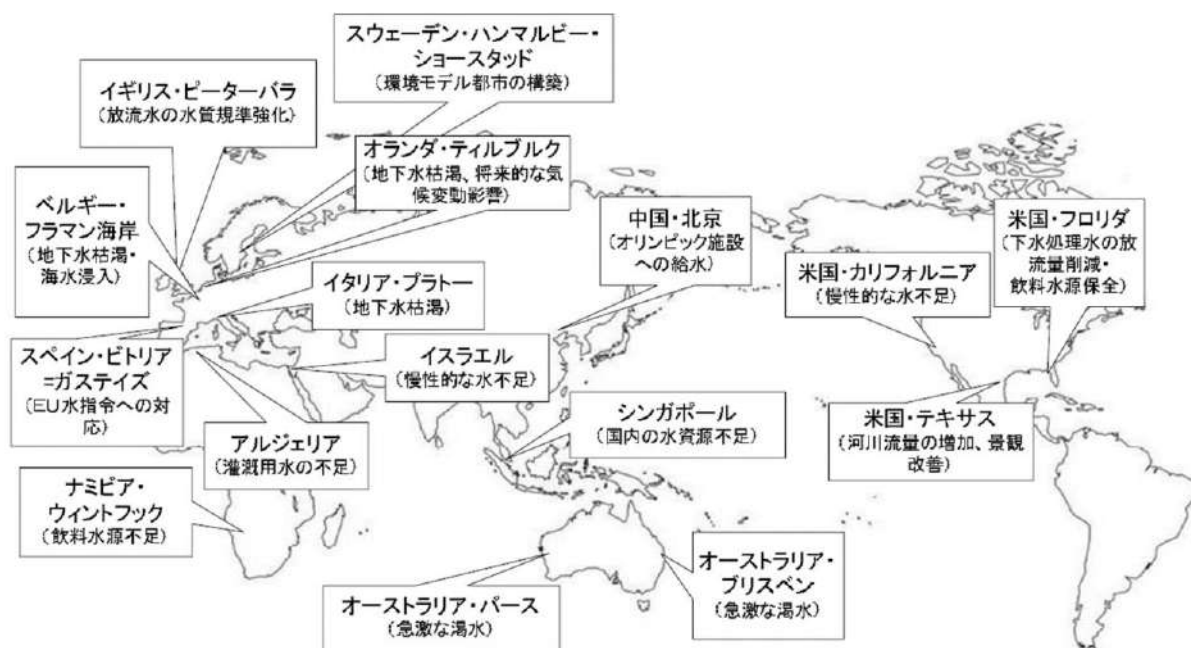 スウェーデン・ハンマルビー・
ショースタッド
（環境モデル都市の構築）
イギリス・ピーターバラ
（放流水の水質規準強化）
オランダ・ティルブルク
（地下水枯渇、将来的な気
候変動影響）
ベルギー・
フラマン海岸
（地下水枯渇・
海水浸入）
中国・北京
（オリンピック施設
への給水）
米国・フロリダ
（下水処理水の放
流量削減・
飲料水源保全）
米国・カリフォルニア
（慢性的な水不足）
イタリア・プラトー
（地下水枯渇）
スペイン・ビトリア
=ガステイズ
（EU水指令への対
応）
イスラエル
（慢性的な水不足）
シンガポール
（国内の水資源不足）
米国・テキサス
（河川流量の増加、景観
改善）
アルジェリア
（灌漑用水の不足）
ナミビア・
ウィントフック
（飲料水源不足）
オーストラリア・
ブリスベン
（急激な渇水）
オーストラリア・パース
（急激な渇水）